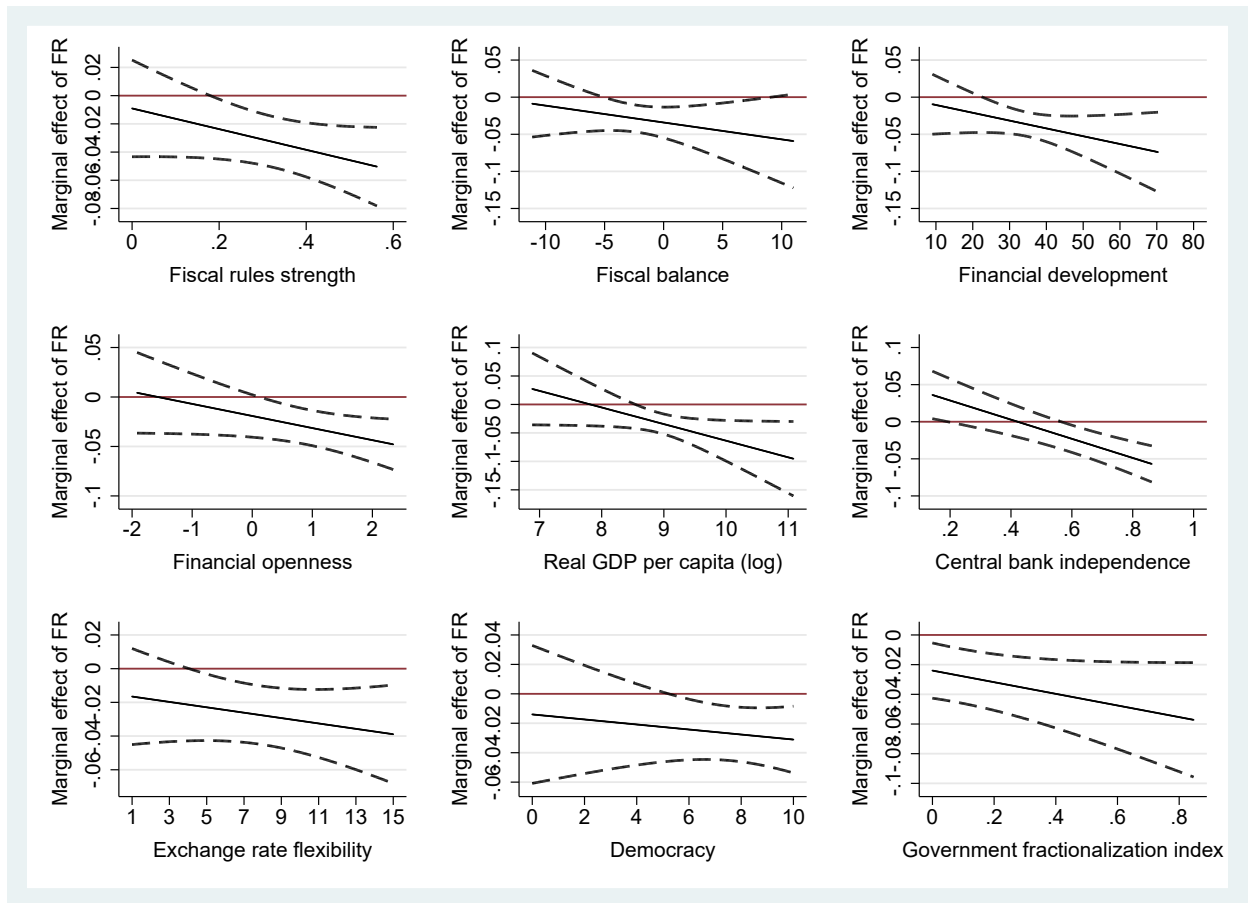 Marginal effect of FR
-.08 -.06 -.04 -.02 0 .02
0 .2 .4 .6
Fiscal rules strength
Marginal effect of FR
-.15 -.1 -.05 0 .05
-10 -5 0 5 10
Fiscal balance
Marginal effect of FR
-.15 -.1 -.05 0 .05
10 20 30 40 50 60 70 80
Financial development
Marginal effect of FR
-.1 -.05 0 .05
-2 -1 0 1 2
Financial openness
Marginal effect of FR
-.15 -.1 -.05 0 .05 .1
7 8 9 10 11
Real GDP per capita (log)
Marginal effect of FR
-.1 -.05 0 .05 .1
.2 .4 .6 .8 1
Central bank independence
Marginal effect of FR
-.06 -.04 -.02 0 .02
1 3 5 7 9 11 13 15
Exchange rate flexibility
Marginal effect of FR
-.06 -.04 -.02 0 .02 .04
0 2 4 6 8 10
Democracy
Marginal effect of FR
-.1 -.08 -.06 -.04 -.02 0
0 .2 .4 .6 .8
Government fractionalization index